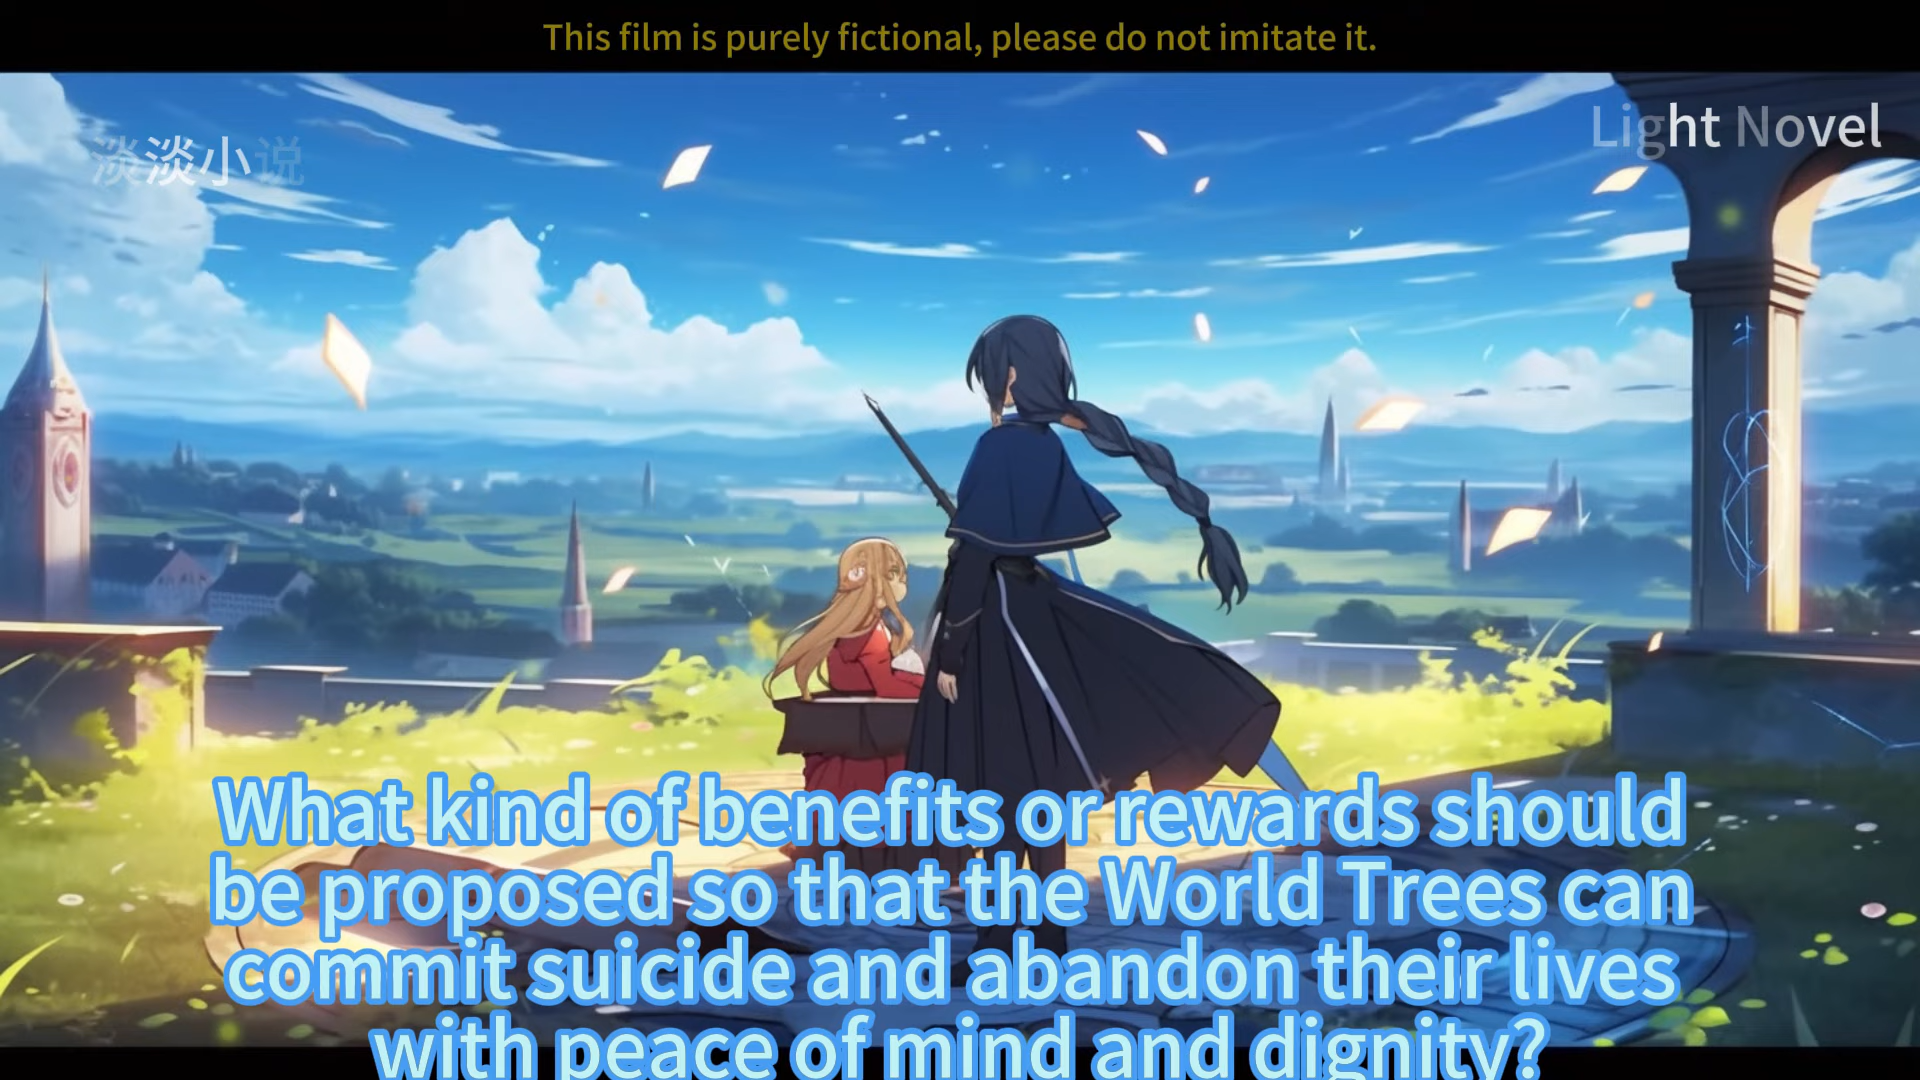 This film is purely fictional, please do not imitate it.
Light Novel
淡淡小说
What kind of benefits or rewards should
be proposed so that the World Trees can
commit suicide and abandon their lives
with peace of mind and dignity?